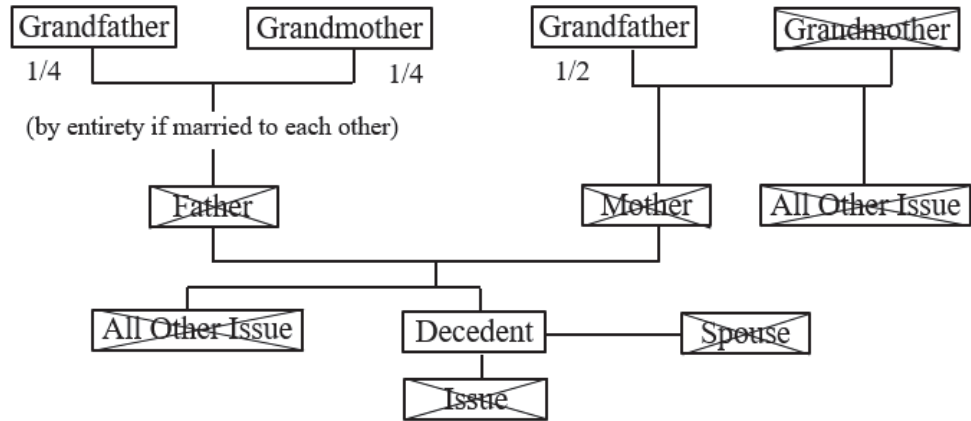 Grandfather
Grandmother
Grandfather
Grandmother
1/4
1/4
1/2
(by entirety if married to each other)
Father
Mother
All Other Issue
All Other Issue
Decedent
Spouse
Issue